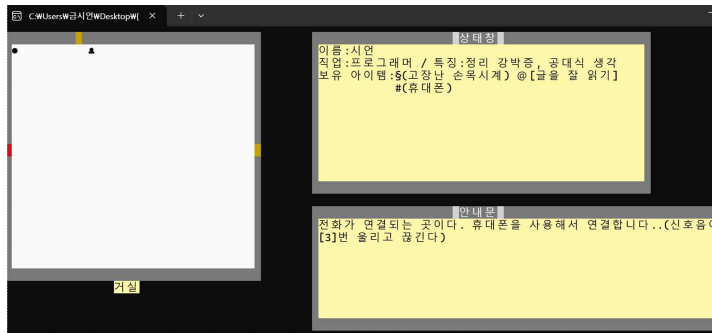 C:₩Users₩금시언₩Desktop₩[
상태창
이름:시언
직업:프로그래머 / 특징:정리 강박증, 공대식 생각
보유 아이템:§(고장난 손목시계) @[글을 잘 읽기]
#(휴대폰)
안내문
전화가 연결되는 곳이다. 휴대폰을 사용해서 연결합니다..(신호음이
[3]번 울리고 끊긴다)
거실